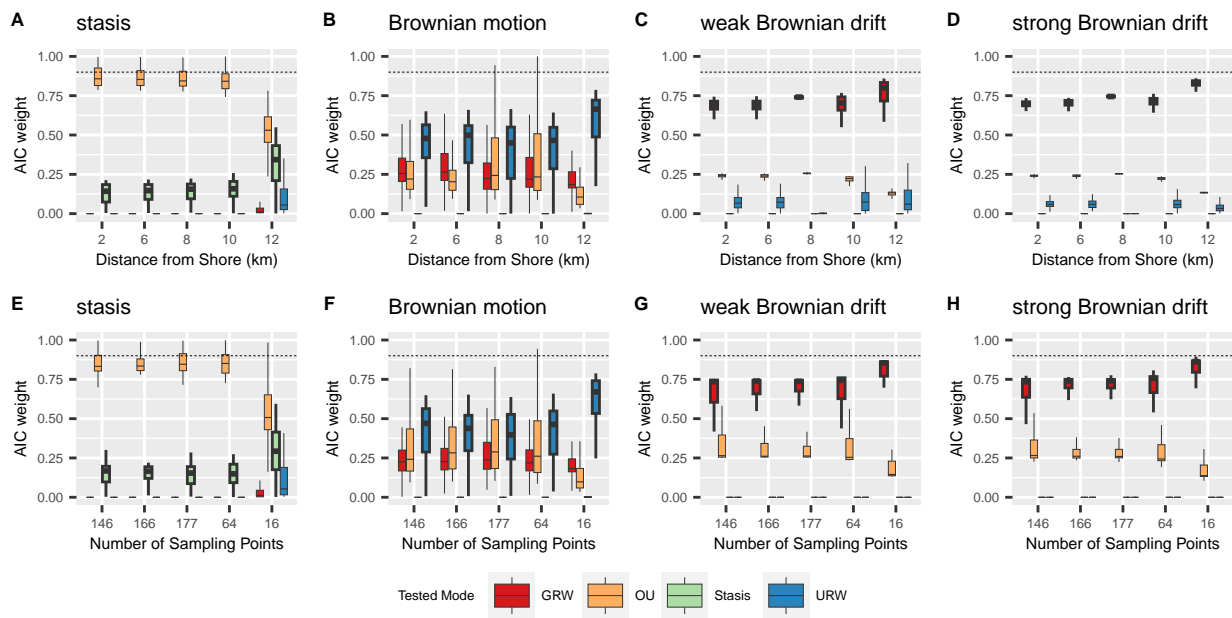 A stasis
B Brownian motion
C weak Brownian drift
D strong Brownian drift
AIC weight
1.00
0.75
0.50
0.25
0.00
2 6 8 10 12
Distance from Shore (km)
AIC weight
1.00
0.75
0.50
0.25
0.00
2 6 8 10 12
Distance from Shore (km)
AIC weight
1.00
0.75
0.50
0.25
0.00
2 6 8 10 12
Distance from Shore (km)
AIC weight
1.00
0.75
0.50
0.25
0.00
2 6 8 10 12
Distance from Shore (km)
E stasis
F Brownian motion
G weak Brownian drift
H strong Brownian drift
AIC weight
1.00
0.75
0.50
0.25
0.00
146 166 177 64 16
Number of Sampling Points
AIC weight
1.00
0.75
0.50
0.25
0.00
146 166 177 64 16
Number of Sampling Points
AIC weight
1.00
0.75
0.50
0.25
0.00
146 166 177 64 16
Number of Sampling Points
AIC weight
1.00
0.75
0.50
0.25
0.00
146 166 177 64 16
Number of Sampling Points
Tested Mode GRW OU Stasis URW